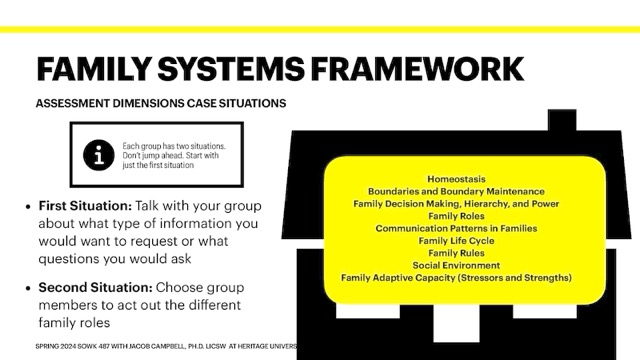 FAMILY SYSTEMS FRAMEWORK
ASSESSMENT DIMENSIONS CASE SITUATIONS
Each group has two situations.
Don't jump ahead. Start with
just the first situation
• First Situation: Talk with your group
about what type of information you
would want to request or what
questions you would ask
• Second Situation: Choose group
members to act out the different
family roles
Homeostasis
Boundaries and Boundary Maintenance
Family Decision Making, Hierarchy, and Power
Family Roles
Communication Patterns in Families
Family Life Cycle
Family Rules
Social Environment
Family Adaptive Capacity (Stressors and Strengths)
SPRING 2024 SOWK 487 WITH JACOB CAMPBELL, PH.D. LICSW AT HERITAGE UNIVERS